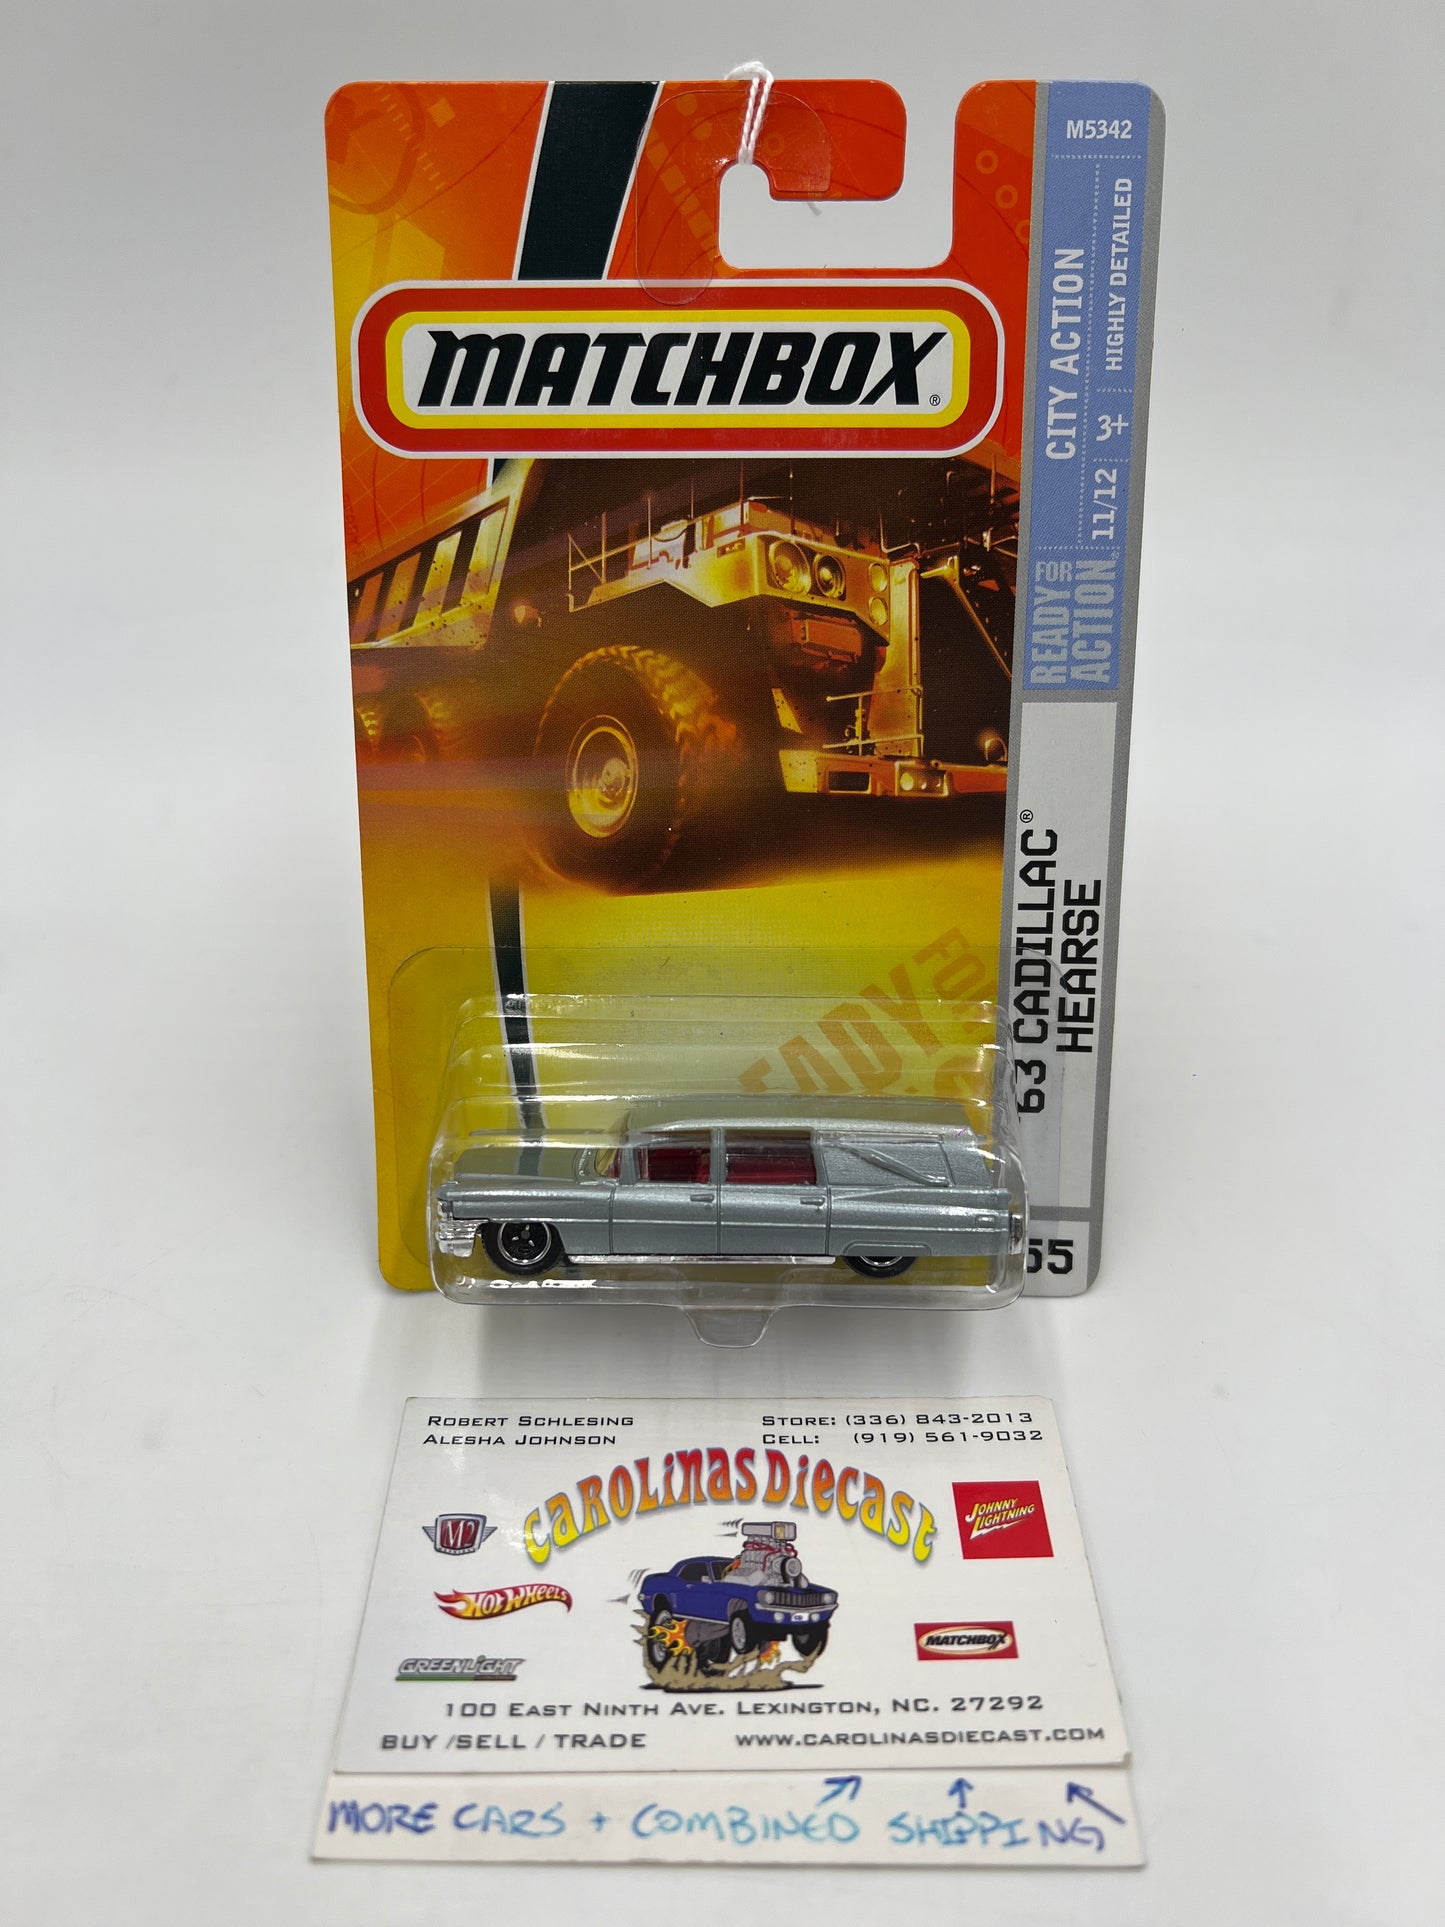 MATCHBOX®
M5342
CITY ACTION
HIGHLY DETAILED
11/12 3+
READY FOR ACTION
READY FOR
'63 CADILLAC®
HEARSE
55
ROBERT SCHLESING
ALESHA JOHNSON
STORE: (336) 843-2013
CELL: (919) 561-9032
CAROLINAS DIECAST
M2
JOHNNY LIGHTNING
HOT WHEELS
MATCHBOX
GREENLIGHT
100 EAST NINTH AVE. LEXINGTON, NC. 27292
BUY /SELL / TRADE
WWW.CAROLINASDIECAST.COM
MORE CARS + COMBINED SHIPPING